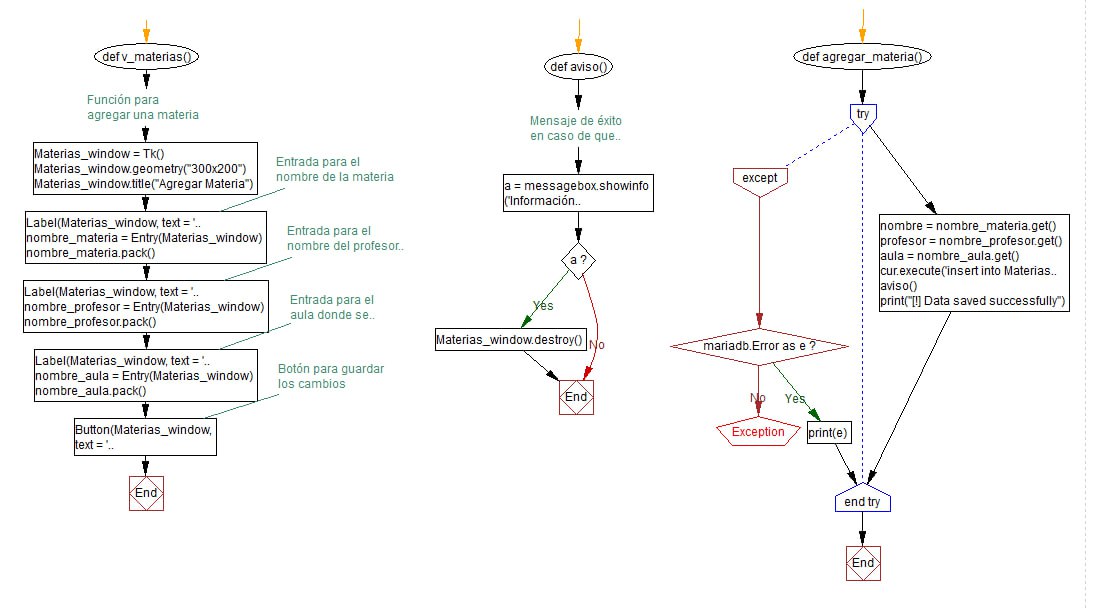 def v_materias()
Función para
agregar una materia
Materias_window = Tk()
Materias_window.geometry("300x200")
Materias_window.title("Agregar Materia")
Entrada para el
nombre de la materia
Label(Materias_window, text = '..
nombre_materia = Entry(Materias_window)
nombre_materia.pack()
Entrada para el
nombre del profesor..
Label(Materias_window, text = '..
nombre_profesor = Entry(Materias_window)
nombre_profesor.pack()
Entrada para el
aula donde se..
Label(Materias_window, text = '..
nombre_aula = Entry(Materias_window)
nombre_aula.pack()
Botón para guardar
los cambios
Button(Materias_window,
text = '..
End
def aviso()
Mensaje de éxito
en caso de que..
a = messagebox.showinfo
('Información..
a ?
Yes
Materias_window.destroy()
No
End
def agregar_materia()
try
except
nombre = nombre_materia.get()
profesor = nombre_profesor.get()
aula = nombre_aula.get()
cur.execute('insert into Materias..
aviso()
print("[!] Data saved successfully")
mariadb.Error as e ?
No
Yes
Exception
print(e)
end try
End